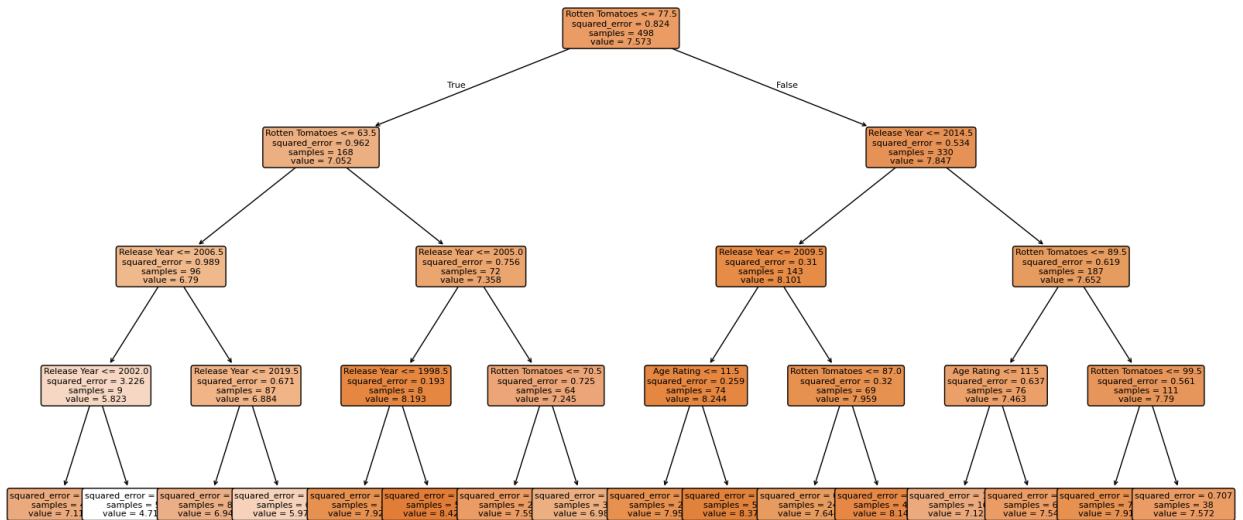 Rotten Tomatoes <= 77.5
squared_error = 0.824
samples = 498
value = 7.573
True
False
Rotten Tomatoes <= 63.5
squared_error = 0.962
samples = 168
value = 7.052
Release Year <= 2014.5
squared_error = 0.534
samples = 330
value = 7.847
Release Year <= 2006.5
squared_error = 0.989
samples = 96
value = 6.79
Release Year <= 2005.0
squared_error = 0.756
samples = 72
value = 7.358
Release Year <= 2009.5
squared_error = 0.31
samples = 143
value = 8.101
Rotten Tomatoes <= 89.5
squared_error = 0.619
samples = 187
value = 7.652
Release Year <= 2002.0
squared_error = 3.226
samples = 9
value = 5.823
Release Year <= 2019.5
squared_error = 0.671
samples = 87
value = 6.884
Release Year <= 1998.5
squared_error = 0.193
samples = 8
value = 8.193
Rotten Tomatoes <= 70.5
squared_error = 0.725
samples = 64
value = 7.245
Age Rating <= 11.5
squared_error = 0.259
samples = 74
value = 8.244
Rotten Tomatoes <= 87.0
squared_error = 0.32
samples = 69
value = 7.959
Age Rating <= 11.5
squared_error = 0.637
samples = 76
value = 7.463
Rotten Tomatoes <= 99.5
squared_error = 0.561
samples = 111
value = 7.79
squared_error =
samples =
value = 7.11
squared_error =
samples =
value = 4.71
squared_error =
samples = 8
value = 6.94
squared_error =
samples =
value = 5.97
squared_error =
samples =
value = 7.92
squared_error =
samples =
value = 8.42
squared_error =
samples = 2
value = 7.59
squared_error =
samples = 3
value = 6.98
squared_error =
samples = 2
value = 7.95
squared_error =
samples = 5
value = 8.37
squared_error =
samples = 2
value = 7.64
squared_error =
samples = 4
value = 8.14
squared_error =
samples = 1
value = 7.12
squared_error =
samples = 6
value = 7.54
squared_error =
samples = 7
value = 7.91
squared_error = 0.707
samples = 38
value = 7.572